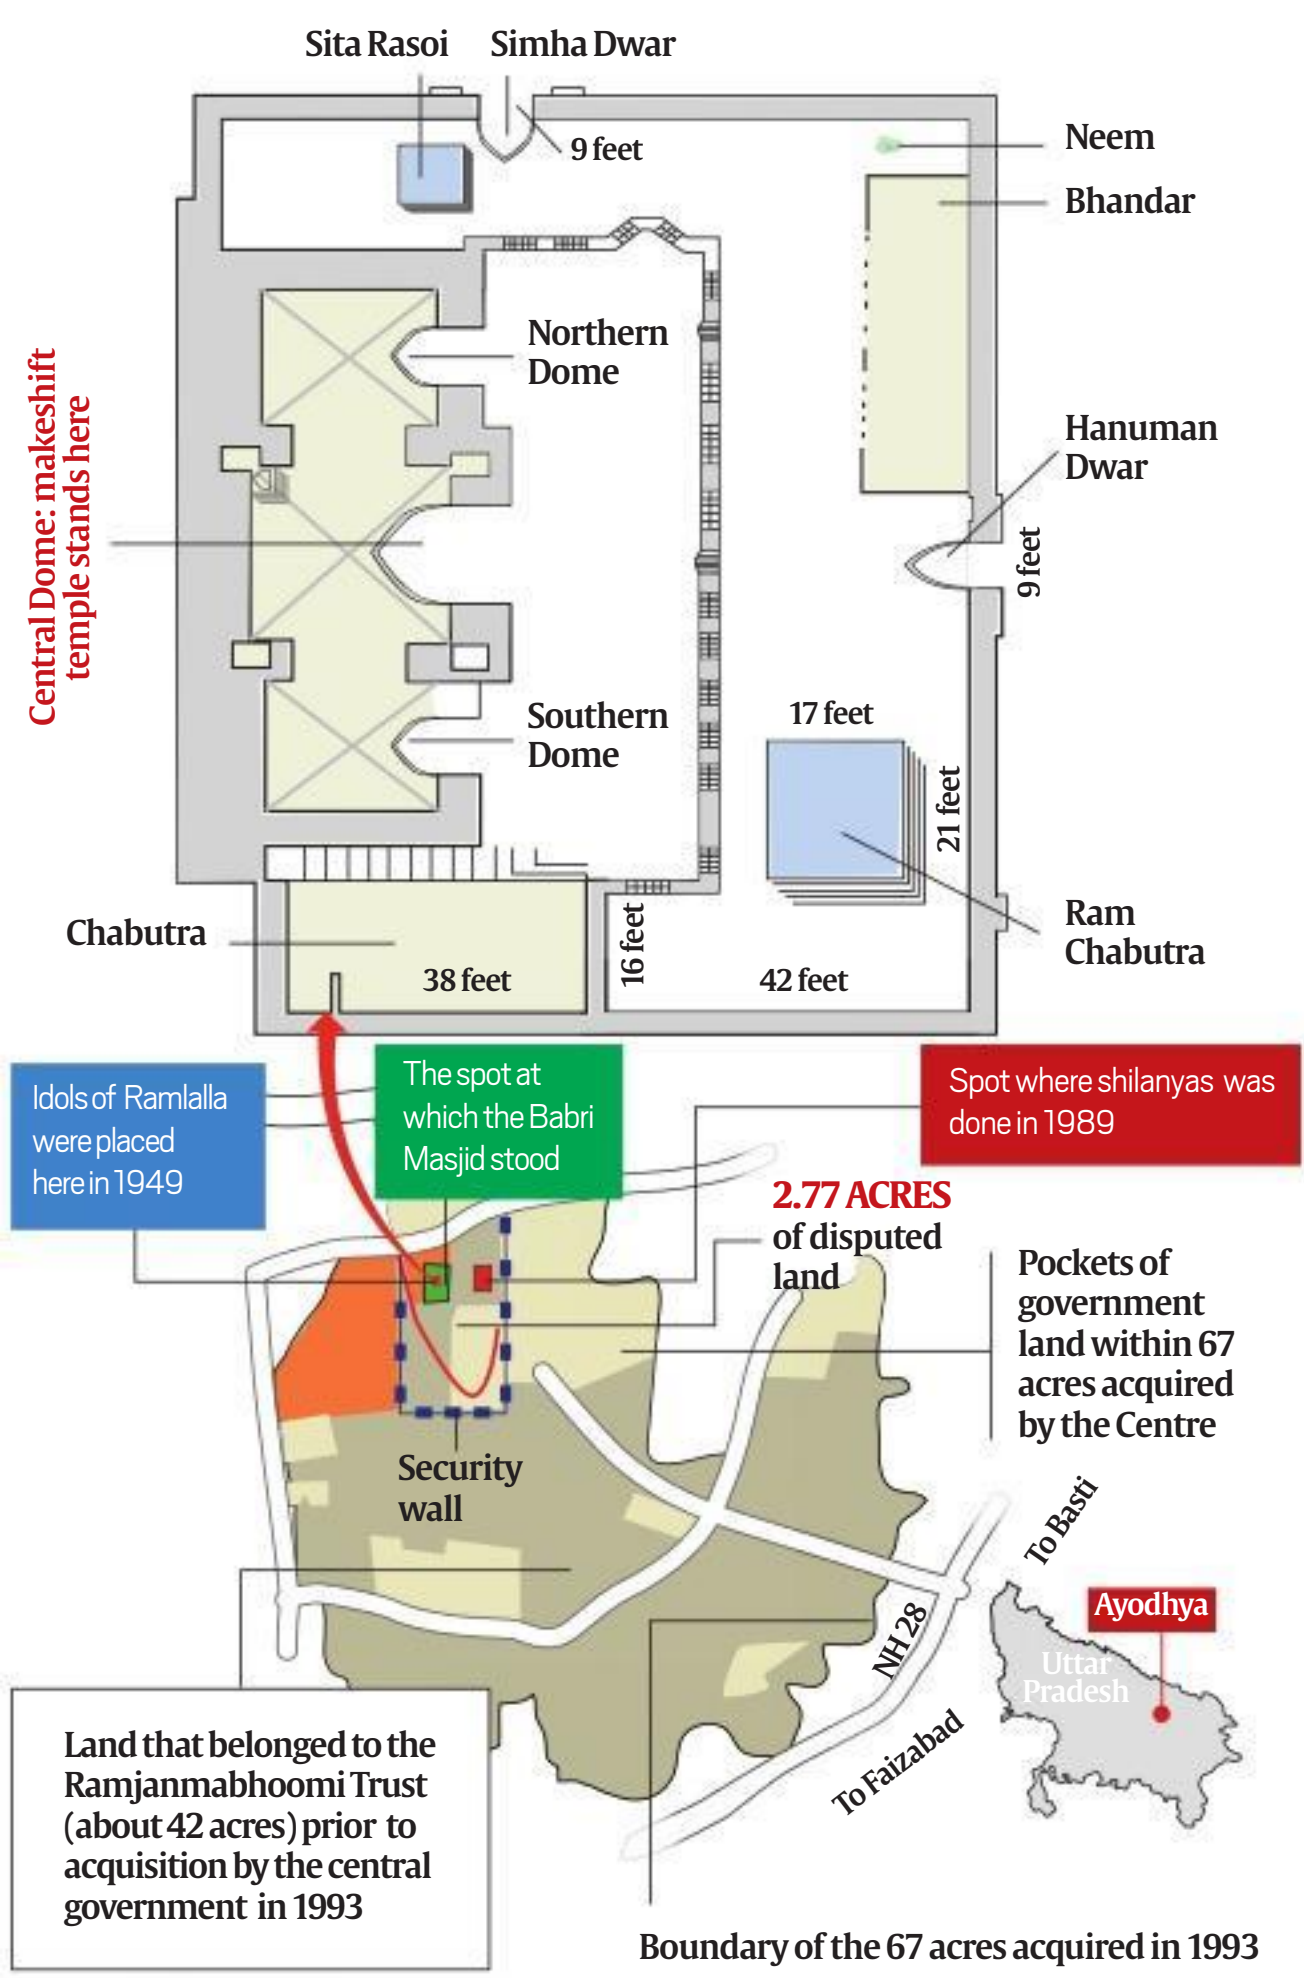 Sita Rasoi
Simha Dwar
9 feet
Neem
Bhandar
Northern
Dome
Hanuman
Dwar
9 feet
Central Dome: makeshift
temple stands here
Southern
Dome
17 feet
21 feet
Ram
Chabutra
Chabutra
38 feet
16 feet
42 feet
Idols of Ramlalla
were placed
here in 1949
The spot at
which the Babri
Masjid stood
Spot where shilanyas was
done in 1989
2.77 ACRES
of disputed
land
Pockets of
government
land within 67
acres acquired
by the Centre
Security
wall
To Basti
NH 28
To Faizabad
Ayodhya
Uttar
Pradesh
Land that belonged to the
Ramjanmabhoomi Trust
(about 42 acres) prior to
acquisition by the central
government in 1993
Boundary of the 67 acres acquired in 1993